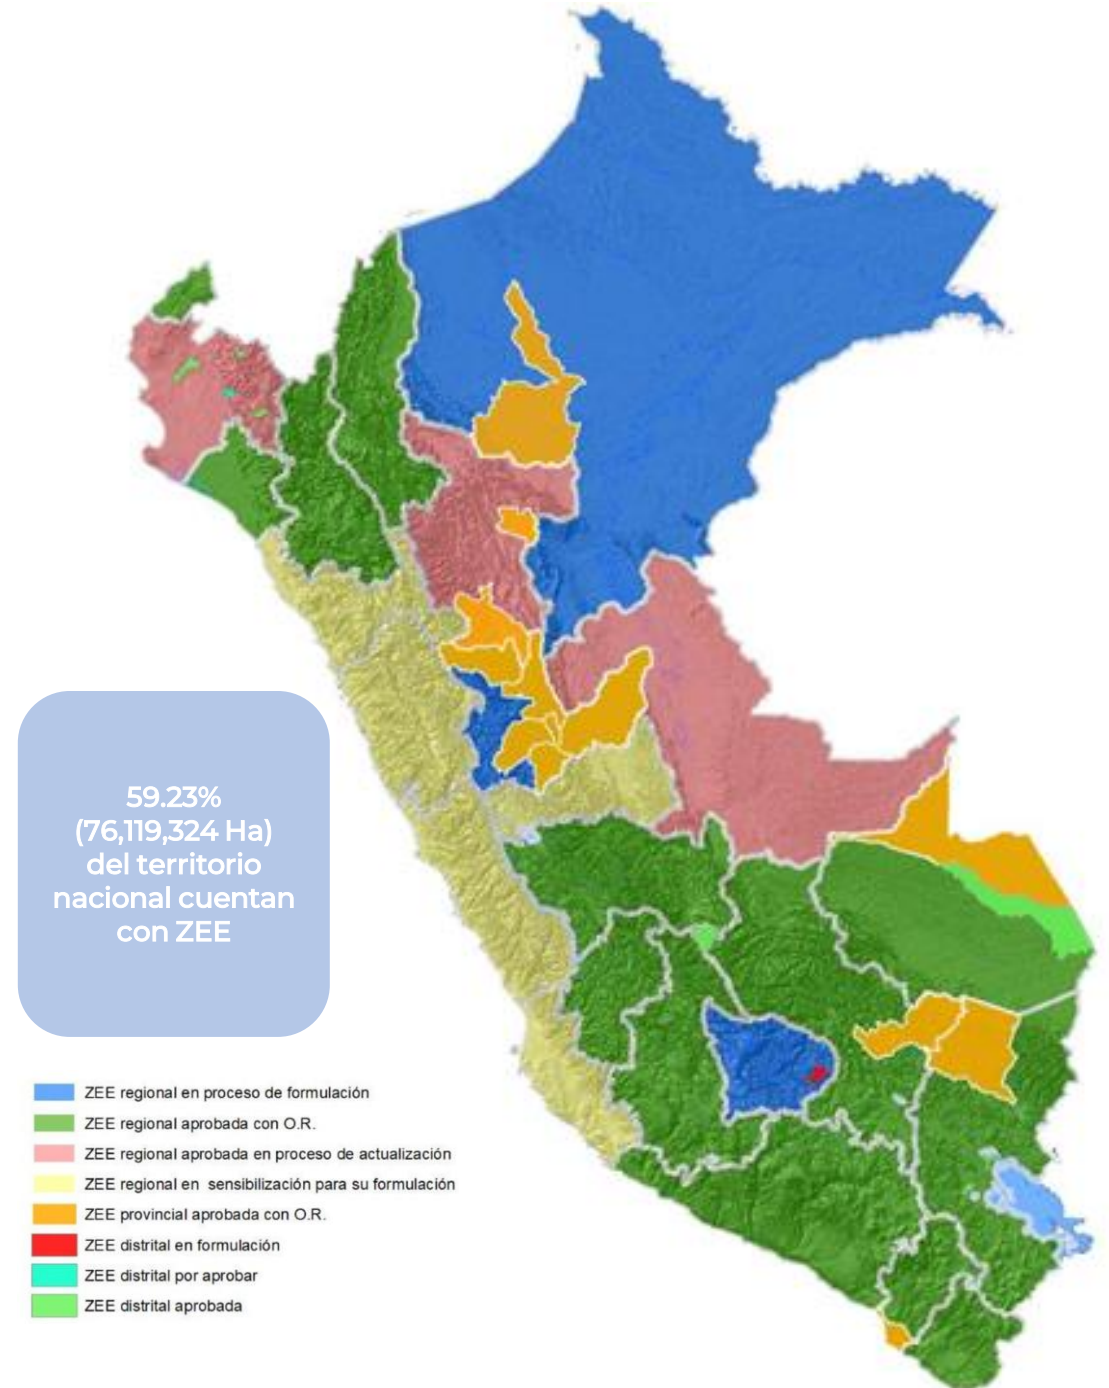 59.23%
(76,119,324 Ha)
del territorio
nacional cuentan
con ZEE
ZEE regional en proceso de formulación
ZEE regional aprobada con O.R.
ZEE regional aprobada en proceso de actualización
ZEE regional en sensibilización para su formulación
ZEE provincial aprobada con O.R.
ZEE distrital en formulación
ZEE distrital por aprobar
ZEE distrital aprobada